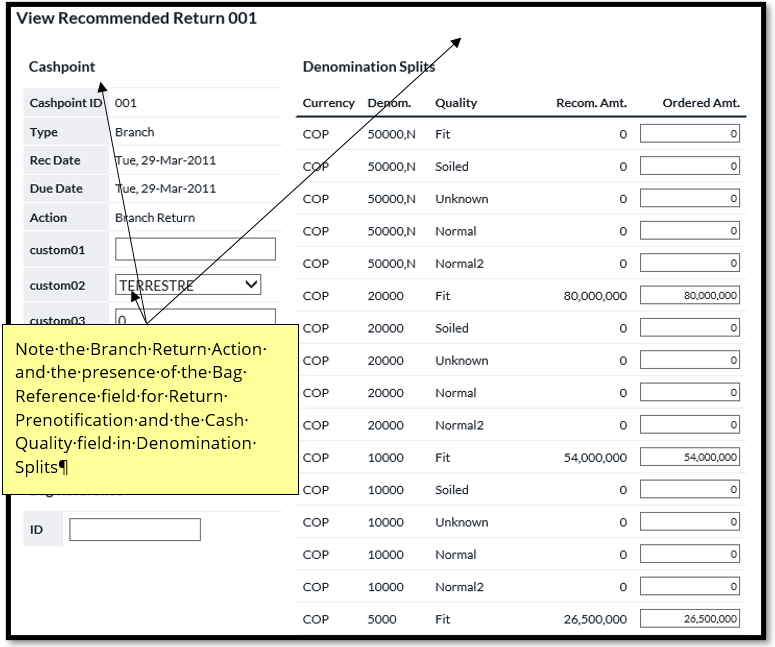 View Recommended Return 001
Cashpoint
Cashpoint ID 001
Type Branch
Rec Date Tue, 29-Mar-2011
Due Date Tue, 29-Mar-2011
Action Branch Return
custom01
custom02 TERRESTRE
custom03 0
Note·the·Branch·Return·Action·
and·the·presence·of·the·Bag·
Reference·field·for·Return·
Prenotification·and·the·Cash·
Quality·field·in·Denomination·
Splits¶
ID
Denomination Splits
Currency Denom. Quality Recom. Amt. Ordered Amt.
COP 50000,N Fit 0 0
COP 50000,N Soiled 0 0
COP 50000,N Unknown 0 0
COP 50000,N Normal 0 0
COP 50000,N Normal2 0 0
COP 20000 Fit 80,000,000 80,000,000
COP 20000 Soiled 0 0
COP 20000 Unknown 0 0
COP 20000 Normal 0 0
COP 20000 Normal2 0 0
COP 10000 Fit 54,000,000 54,000,000
COP 10000 Soiled 0 0
COP 10000 Unknown 0 0
COP 10000 Normal 0 0
COP 10000 Normal2 0 0
COP 5000 Fit 26,500,000 26,500,000